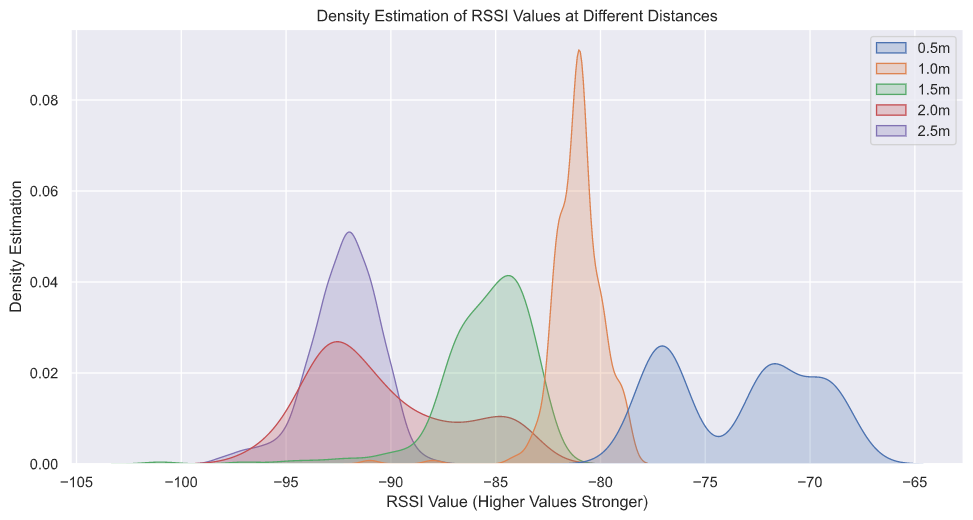 Density Estimation of RSSI Values at Different Distances
0.5m
1.0m
1.5m
2.0m
2.5m
Density Estimation
0.08
0.06
0.04
0.02
0.00
−105 −100 −95 −90 −85 −80 −75 −70 −65
RSSI Value (Higher Values Stronger)